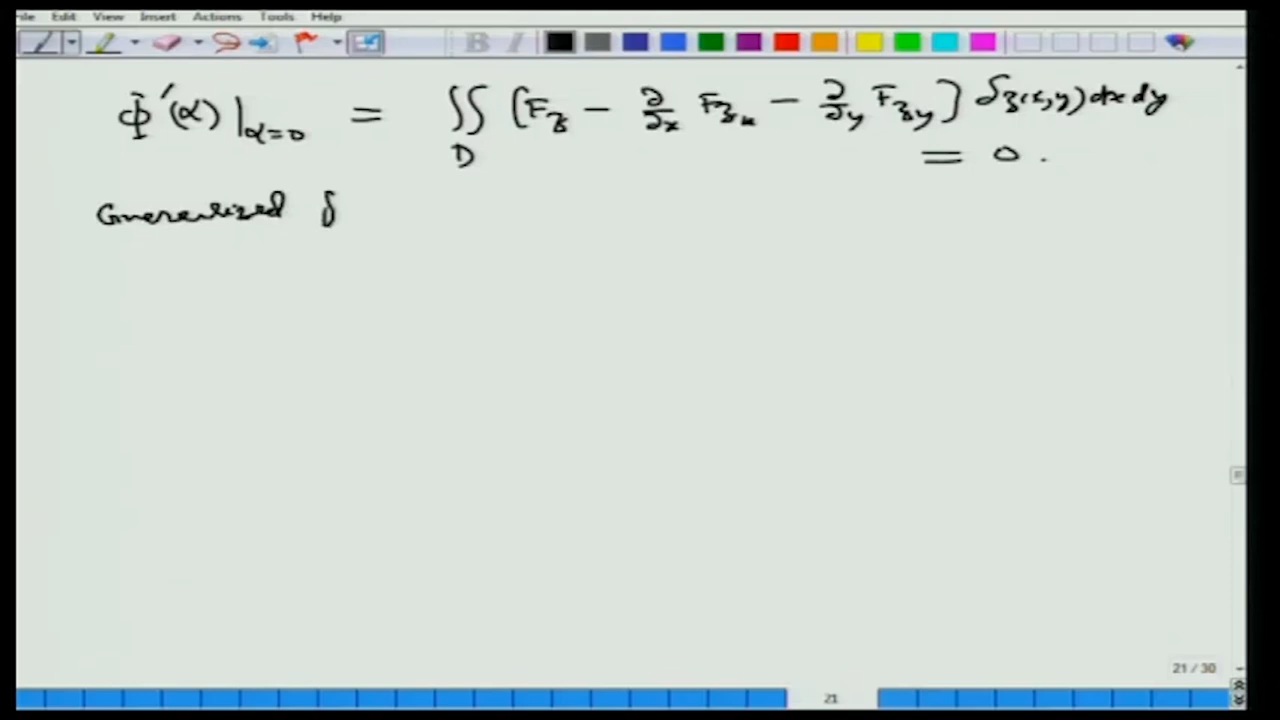 File Edit View Insert Actions Tools Help
Φ'(α)|α=0 = ∬D [Fz − ∂/∂x Fzx − ∂/∂y Fzy] δz(x,y) dx dy
= 0.
Generalized f
21 / 30
21